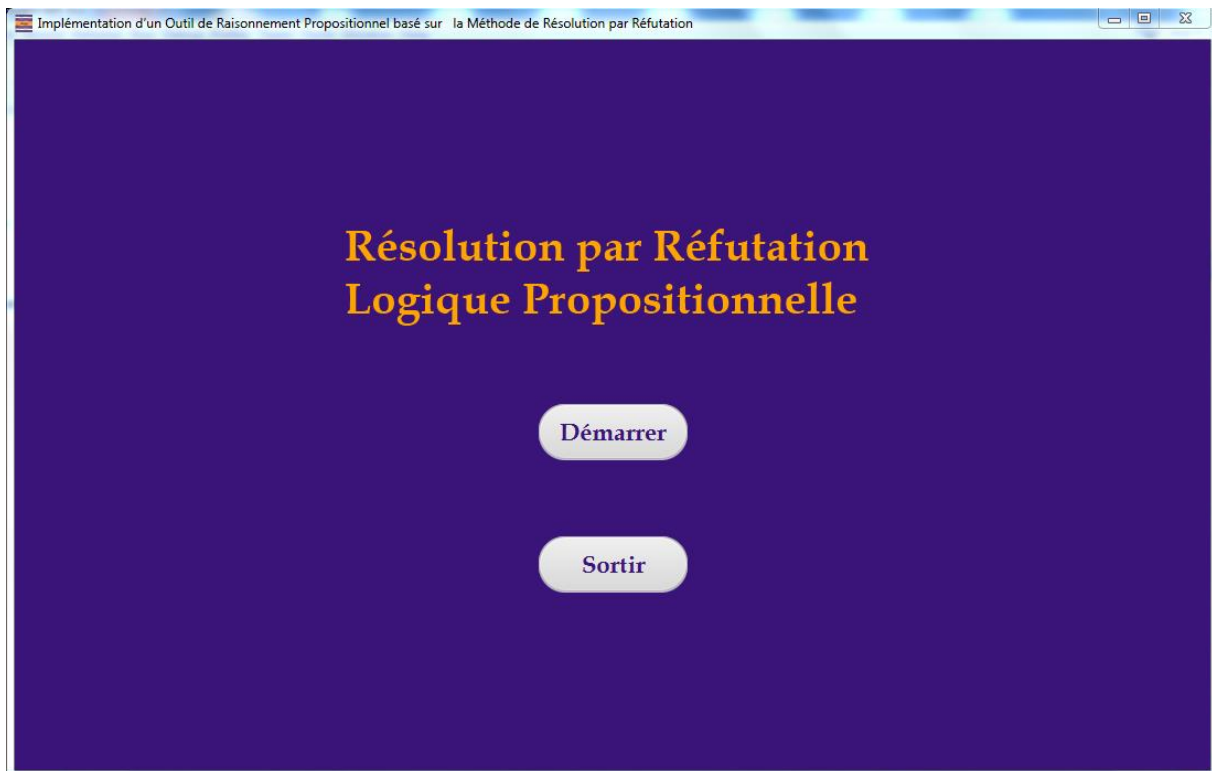 Implémentation d'un Outil de Raisonnement Propositionnel basé sur la Méthode de Résolution par Réfutation
Résolution par Réfutation
Logique Propositionnelle
Démarrer
Sortir